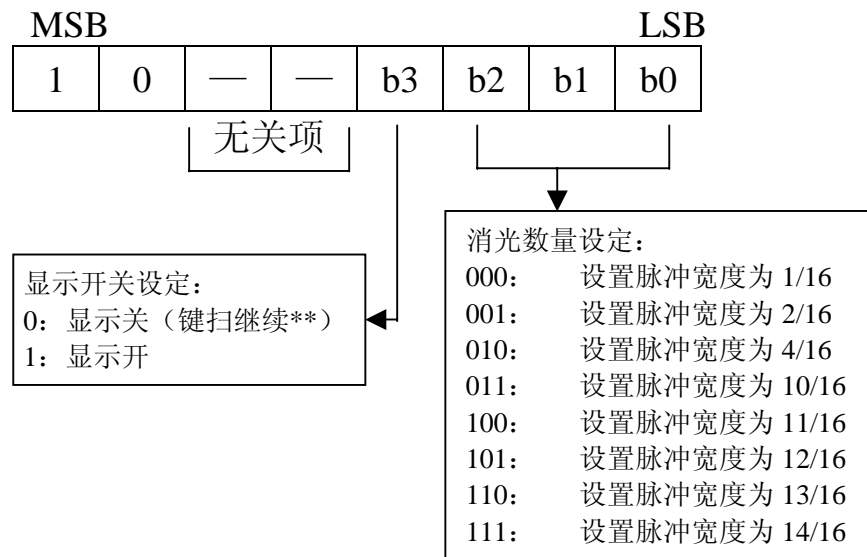 MSB LSB
1 0 — — b3 b2 b1 b0
无关项
显示开关设定：
0：显示关（键扫继续**）
1：显示开
消光数量设定：
000： 设置脉冲宽度为 1/16
001： 设置脉冲宽度为 2/16
010： 设置脉冲宽度为 4/16
011： 设置脉冲宽度为 10/16
100： 设置脉冲宽度为 11/16
101： 设置脉冲宽度为 12/16
110： 设置脉冲宽度为 13/16
111： 设置脉冲宽度为 14/16